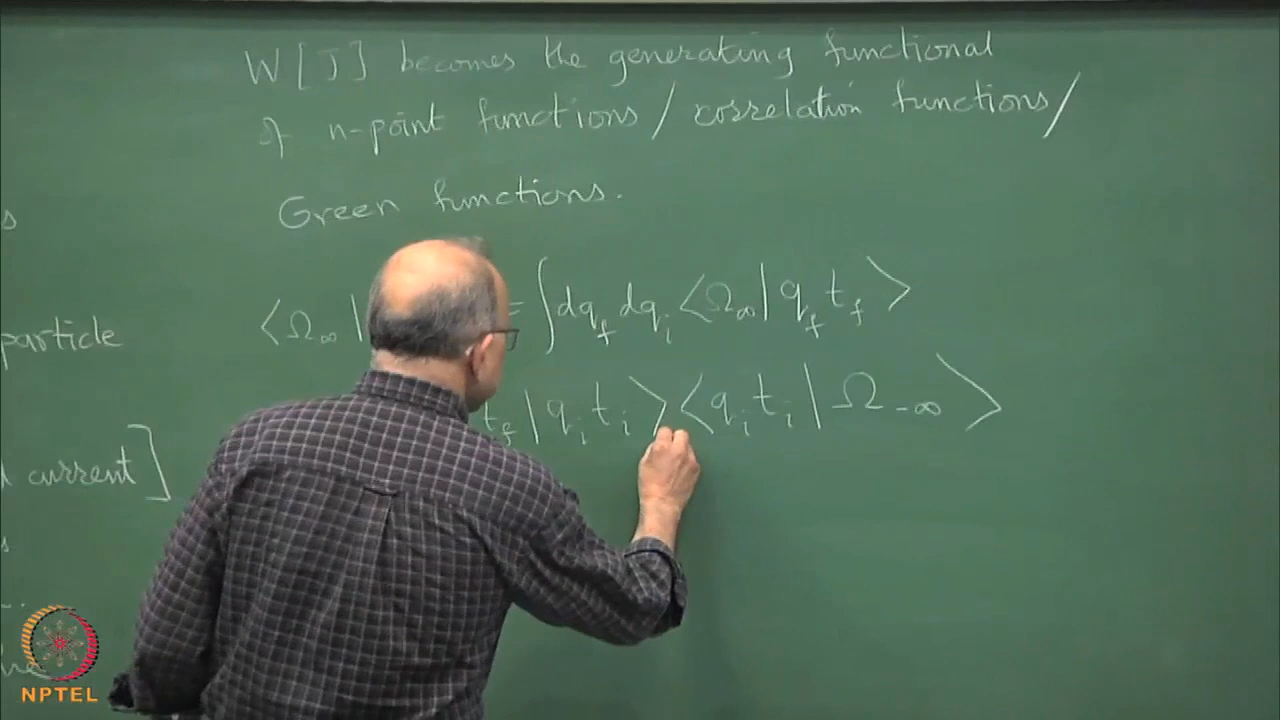 W[J] becomes the generating functional
of n-point functions / correlation functions /
Green functions.
⟨Ω∞| = ∫dq_f dq_i ⟨Ω∞|q_f t_f⟩
t_f|q_i t_i⟩⟨q_i t_i|Ω_-∞⟩
s
particle
current]
s
NPTEL